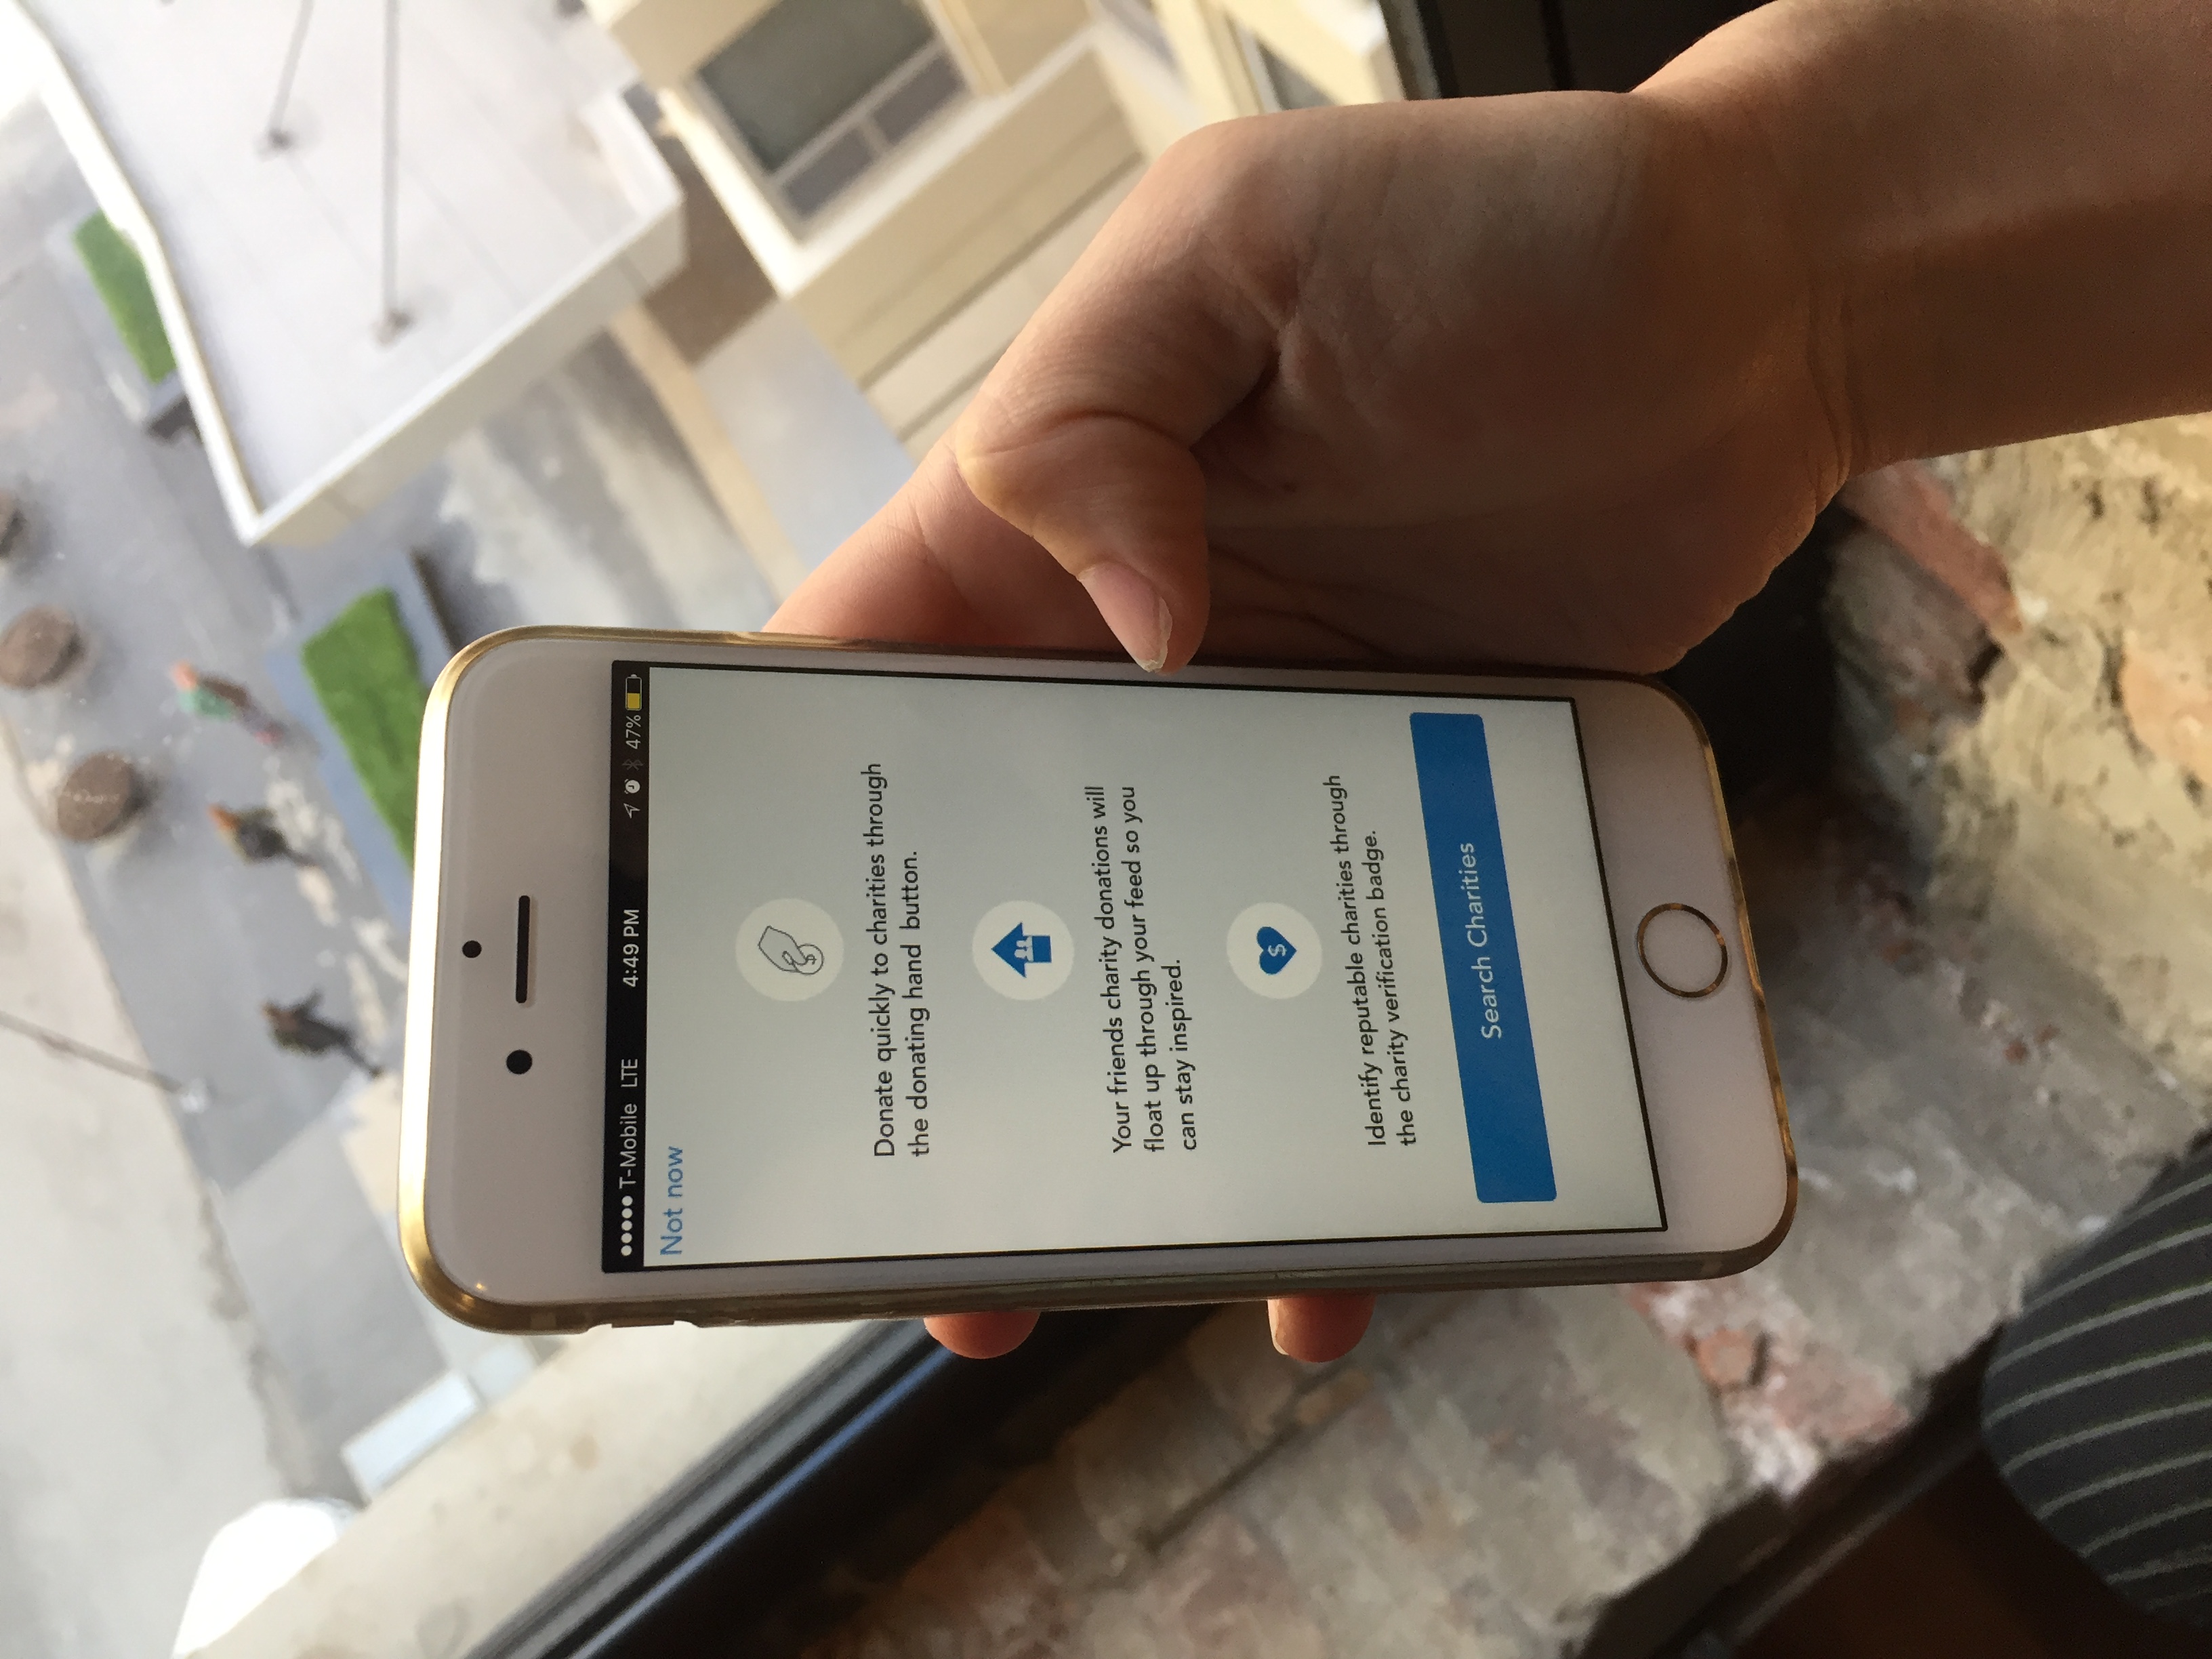 T-Mobile LTE 4:49 PM 47%
Not now
Donate quickly to charities through
the donating hand button.
Your friends charity donations will
float up through your feed so you
can stay inspired.
Identify reputable charities through
the charity verification badge.
Search Charities